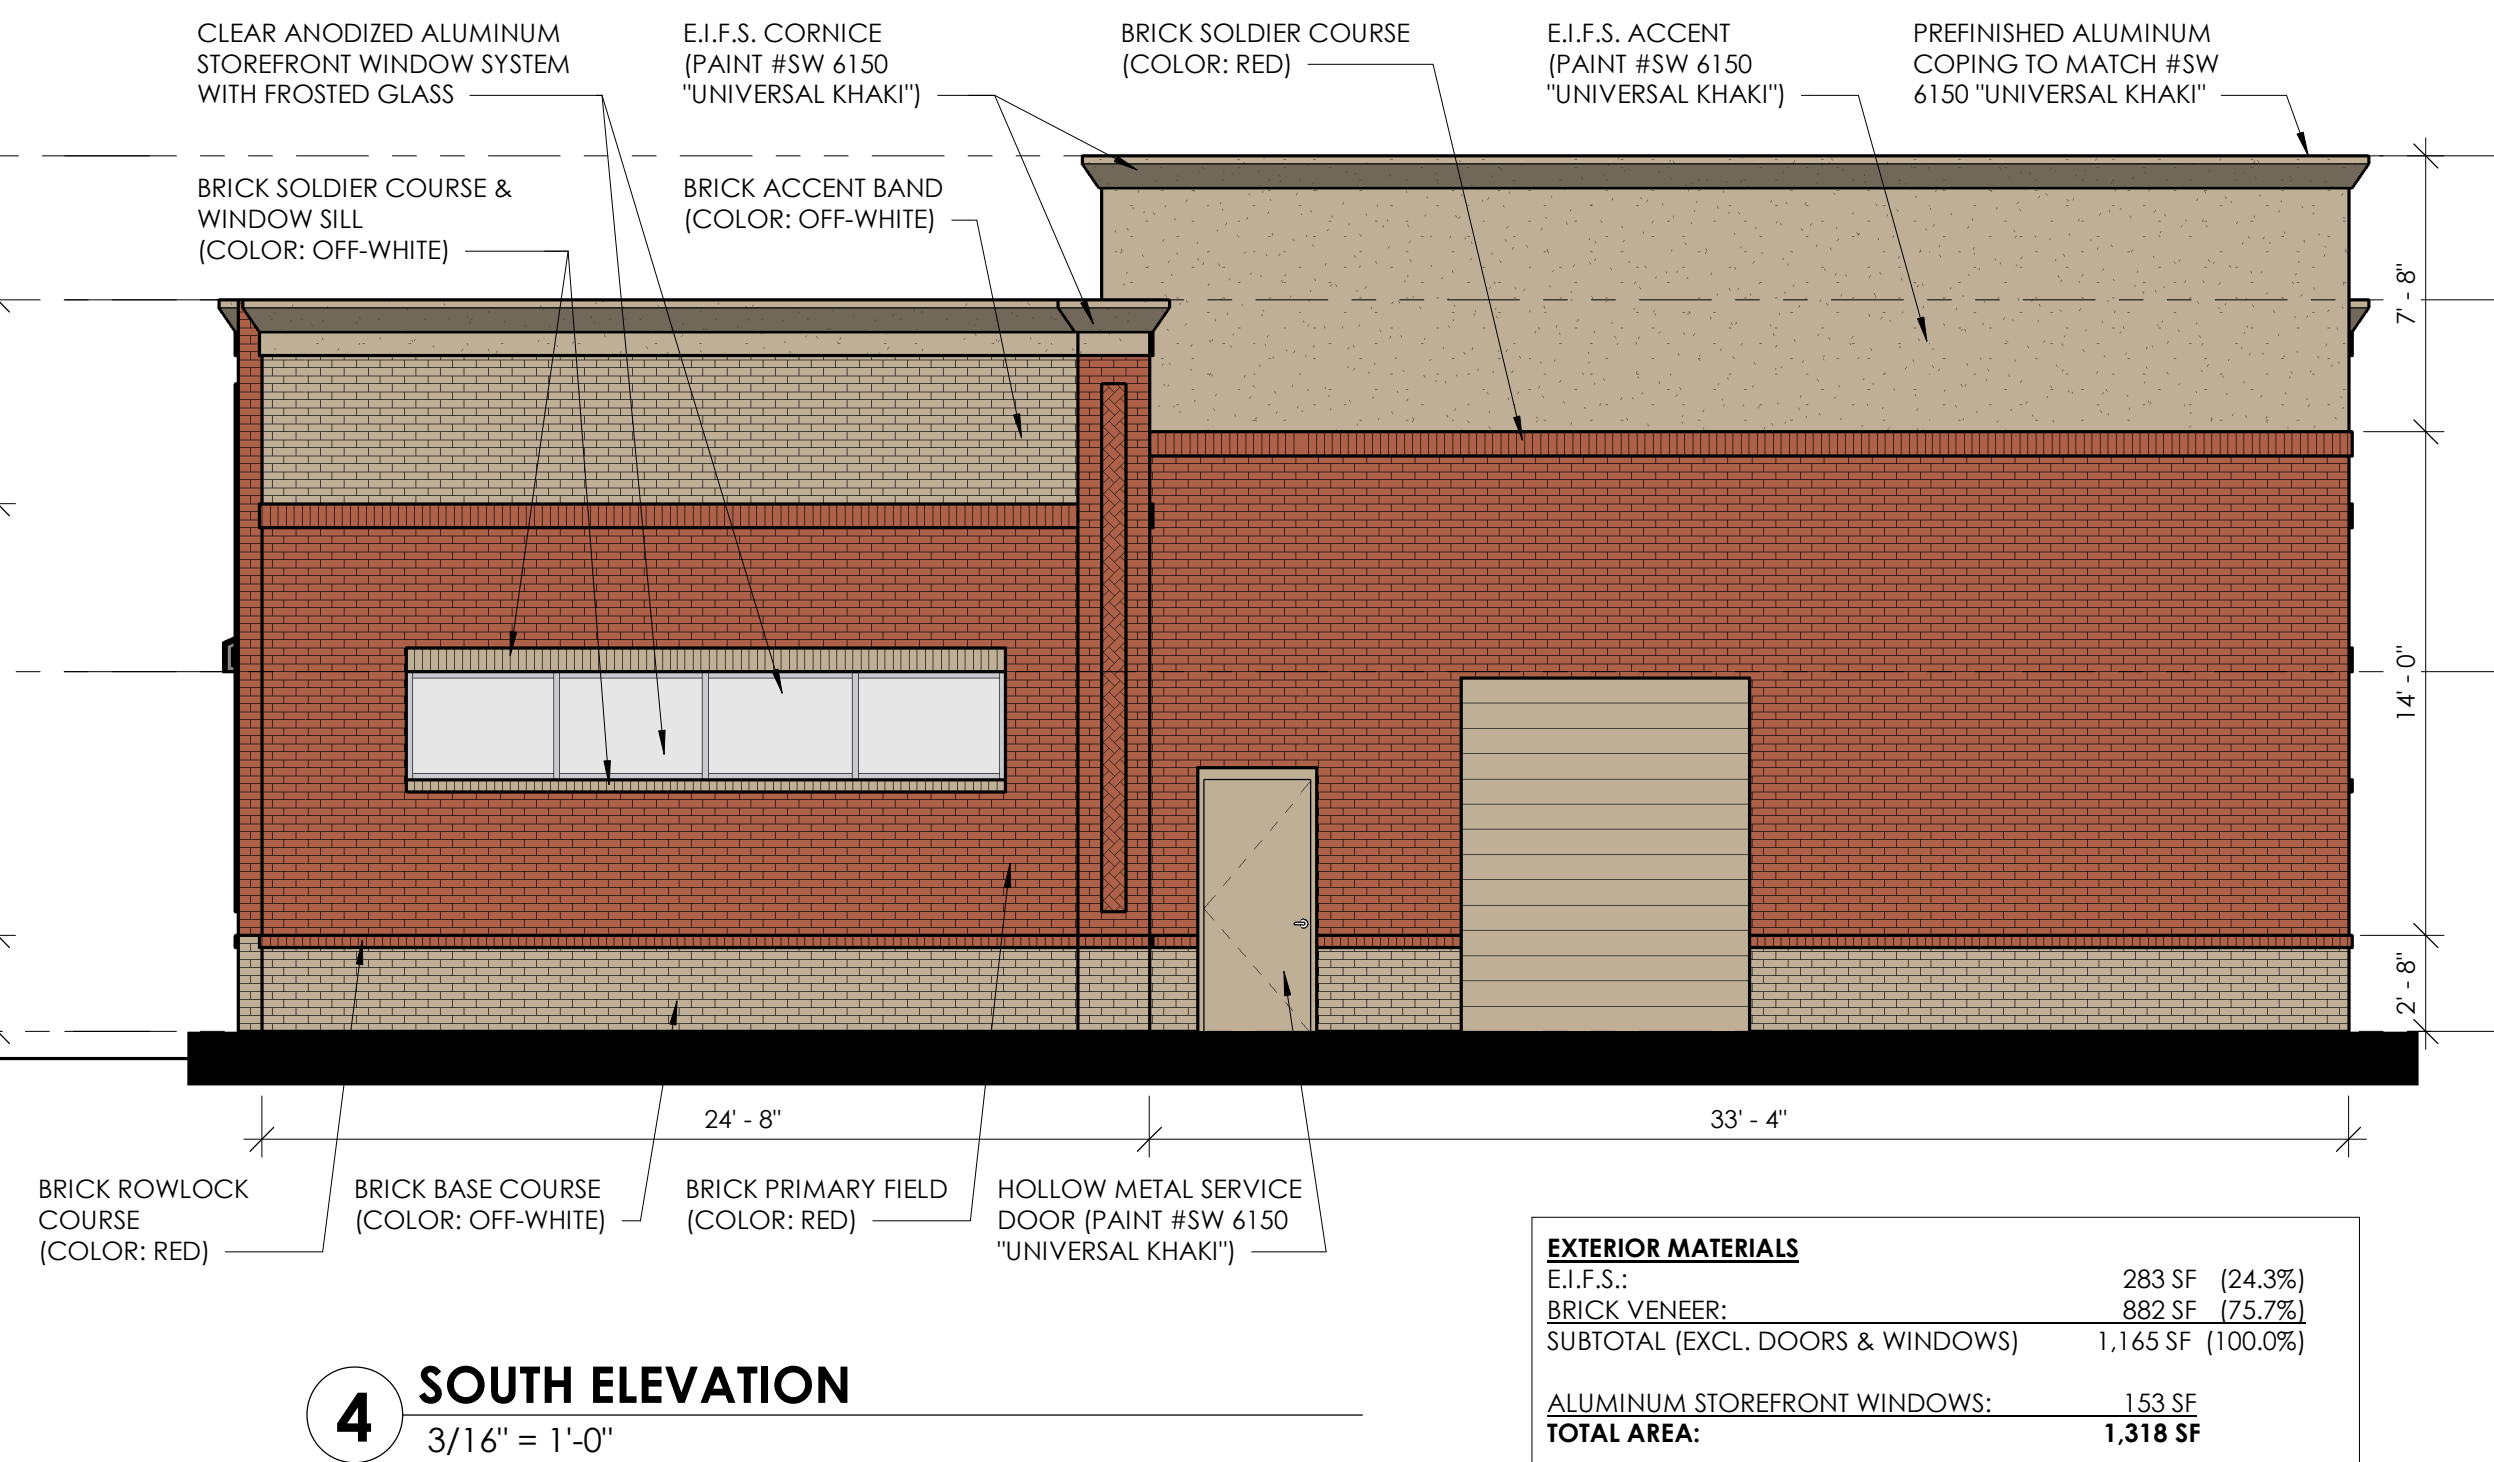 CLEAR ANODIZED ALUMINUM
STOREFRONT WINDOW SYSTEM
WITH FROSTED GLASS
E.I.F.S. CORNICE
(PAINT #SW 6150
"UNIVERSAL KHAKI")
BRICK SOLDIER COURSE
(COLOR: RED)
E.I.F.S. ACCENT
(PAINT #SW 6150
"UNIVERSAL KHAKI")
PREFINISHED ALUMINUM
COPING TO MATCH #SW
6150 "UNIVERSAL KHAKI"
BRICK SOLDIER COURSE &
WINDOW SILL
(COLOR: OFF-WHITE)
BRICK ACCENT BAND
(COLOR: OFF-WHITE)
7' - 8"
14' - 0"
2' - 8"
24' - 8"
33' - 4"
BRICK ROWLOCK
COURSE
(COLOR: RED)
BRICK BASE COURSE
(COLOR: OFF-WHITE)
BRICK PRIMARY FIELD
(COLOR: RED)
HOLLOW METAL SERVICE
DOOR (PAINT #SW 6150
"UNIVERSAL KHAKI")
EXTERIOR MATERIALS
E.I.F.S.: 283 SF (24.3%)
BRICK VENEER: 882 SF (75.7%)
SUBTOTAL (EXCL. DOORS & WINDOWS) 1,165 SF (100.0%)
ALUMINUM STOREFRONT WINDOWS: 153 SF
TOTAL AREA: 1,318 SF
4 SOUTH ELEVATION
3/16" = 1'-0"